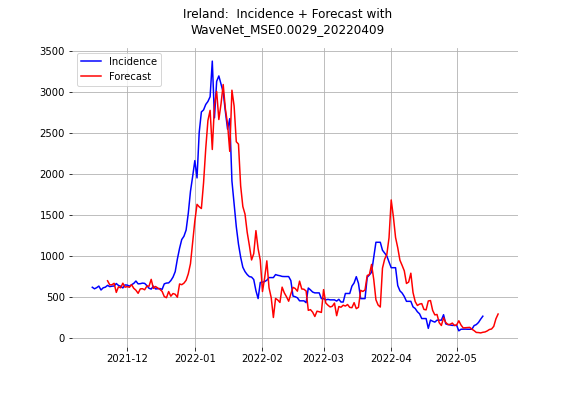 Ireland:  Incidence + Forecast with
WaveNet_MSE0.0029_20220409
Incidence
Forecast
3500
3000
2500
2000
1500
1000
500
0
2021-12 2022-01 2022-02 2022-03 2022-04 2022-05